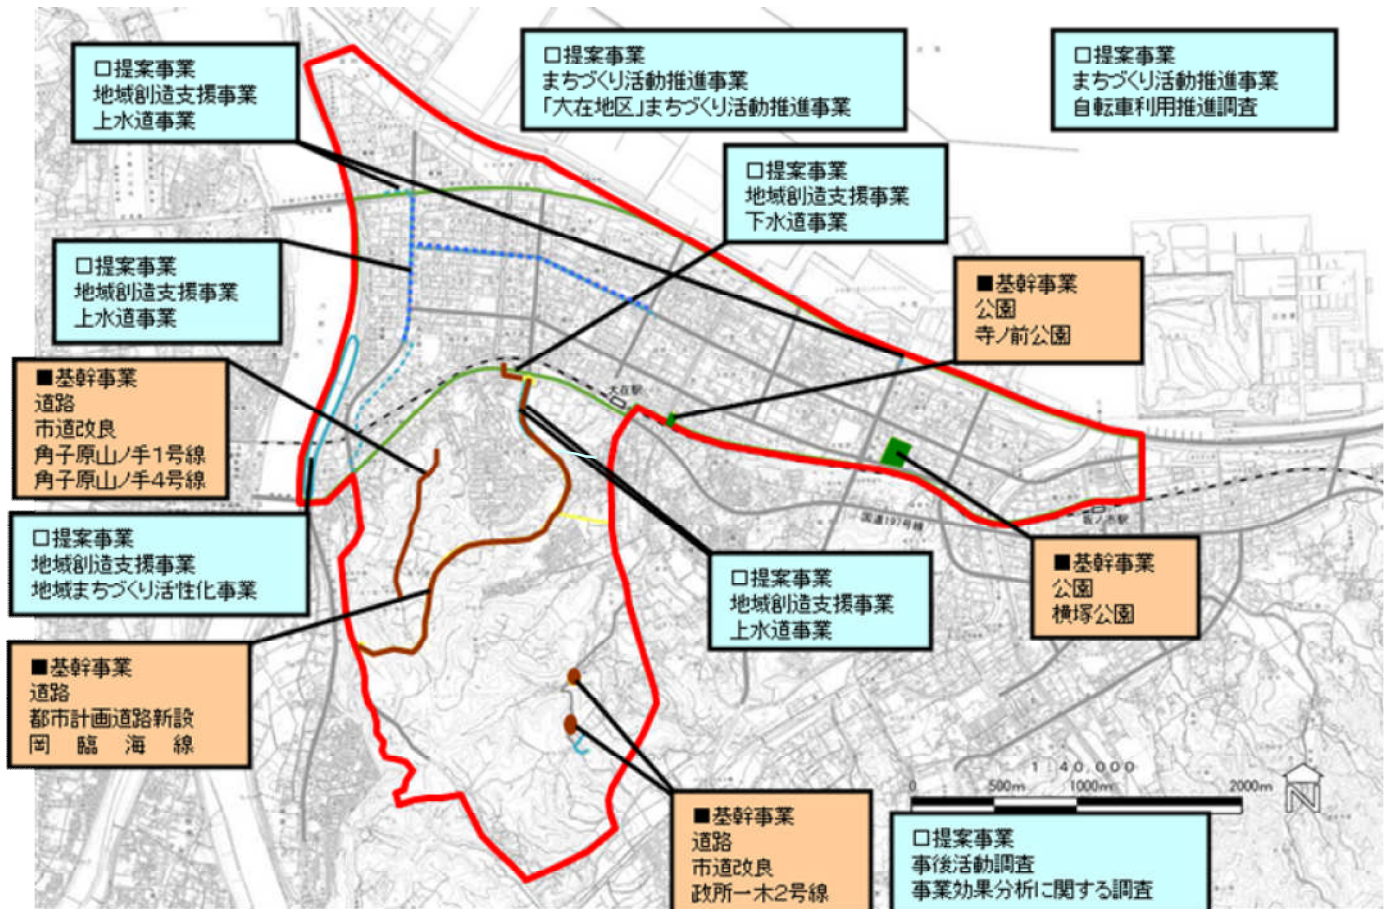 □提案事業
地域創造支援事業
上水道事業
□提案事業
まちづくり活動推進事業
「大在地区」まちづくり活動推進事業
□提案事業
まちづくり活動推進事業
自転車利用推進調査
□提案事業
地域創造支援事業
下水道事業
□提案事業
地域創造支援事業
上水道事業
■基幹事業
公園
寺ノ前公園
■基幹事業
道路
市道改良
角子原山ノ手1号線
角子原山ノ手4号線
大在駅
国道197号線
坂ノ市駅
□提案事業
地域創造支援事業
地域まちづくり活性化事業
□提案事業
地域創造支援事業
上水道事業
■基幹事業
公園
横塚公園
■基幹事業
道路
都市計画道路新設
岡 臨 海 線
■基幹事業
道路
市道改良
政所一木2号線
1:40,000
0 500m 1000m 2000m
N
□提案事業
事後活動調査
事業効果分析に関する調査